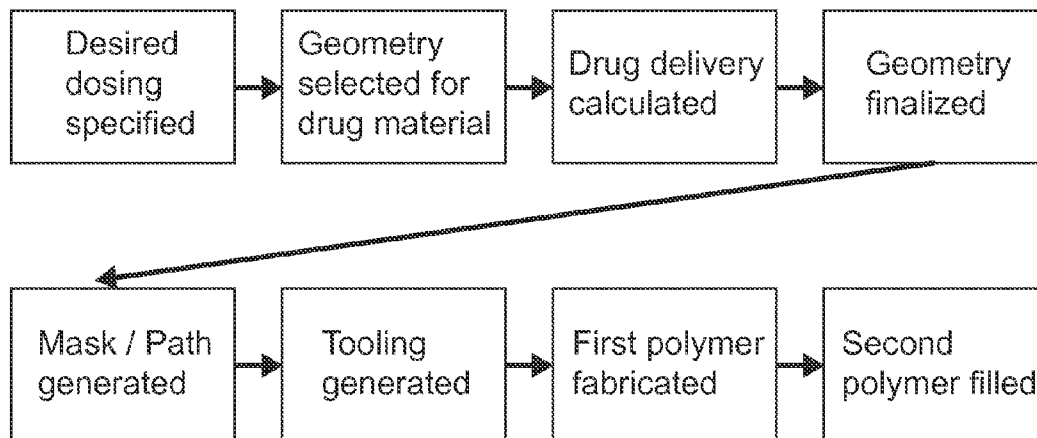 Desired
dosing
specified
Geometry
selected for
drug material
Drug delivery
calculated
Geometry
finalized
Mask / Path
generated
Tooling
generated
First polymer
fabricated
Second
polymer filled